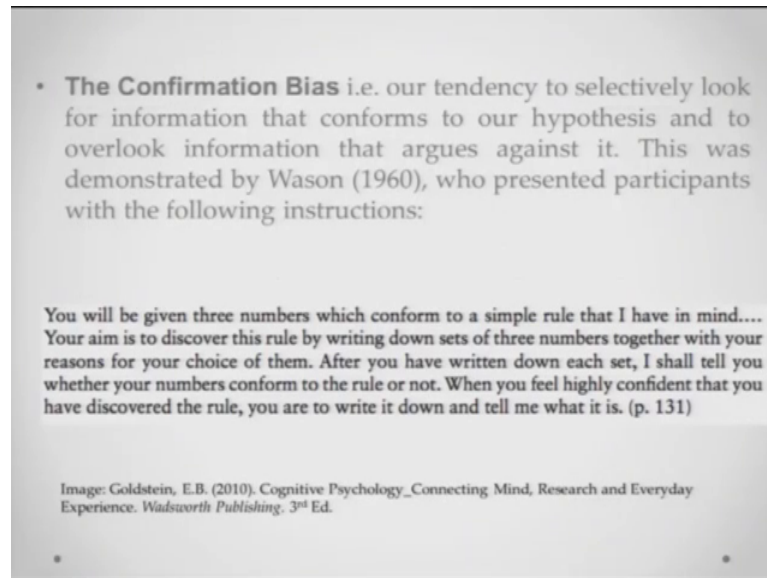 • The Confirmation Bias i.e. our tendency to selectively look
for information that conforms to our hypothesis and to
overlook information that argues against it. This was
demonstrated by Wason (1960), who presented participants
with the following instructions:
You will be given three numbers which conform to a simple rule that I have in mind....
Your aim is to discover this rule by writing down sets of three numbers together with your
reasons for your choice of them. After you have written down each set, I shall tell you
whether your numbers conform to the rule or not. When you feel highly confident that you
have discovered the rule, you are to write it down and tell me what it is. (p. 131)
Image: Goldstein, E.B. (2010). Cognitive Psychology_Connecting Mind, Research and Everyday
Experience. Wadsworth Publishing. 3rd Ed.